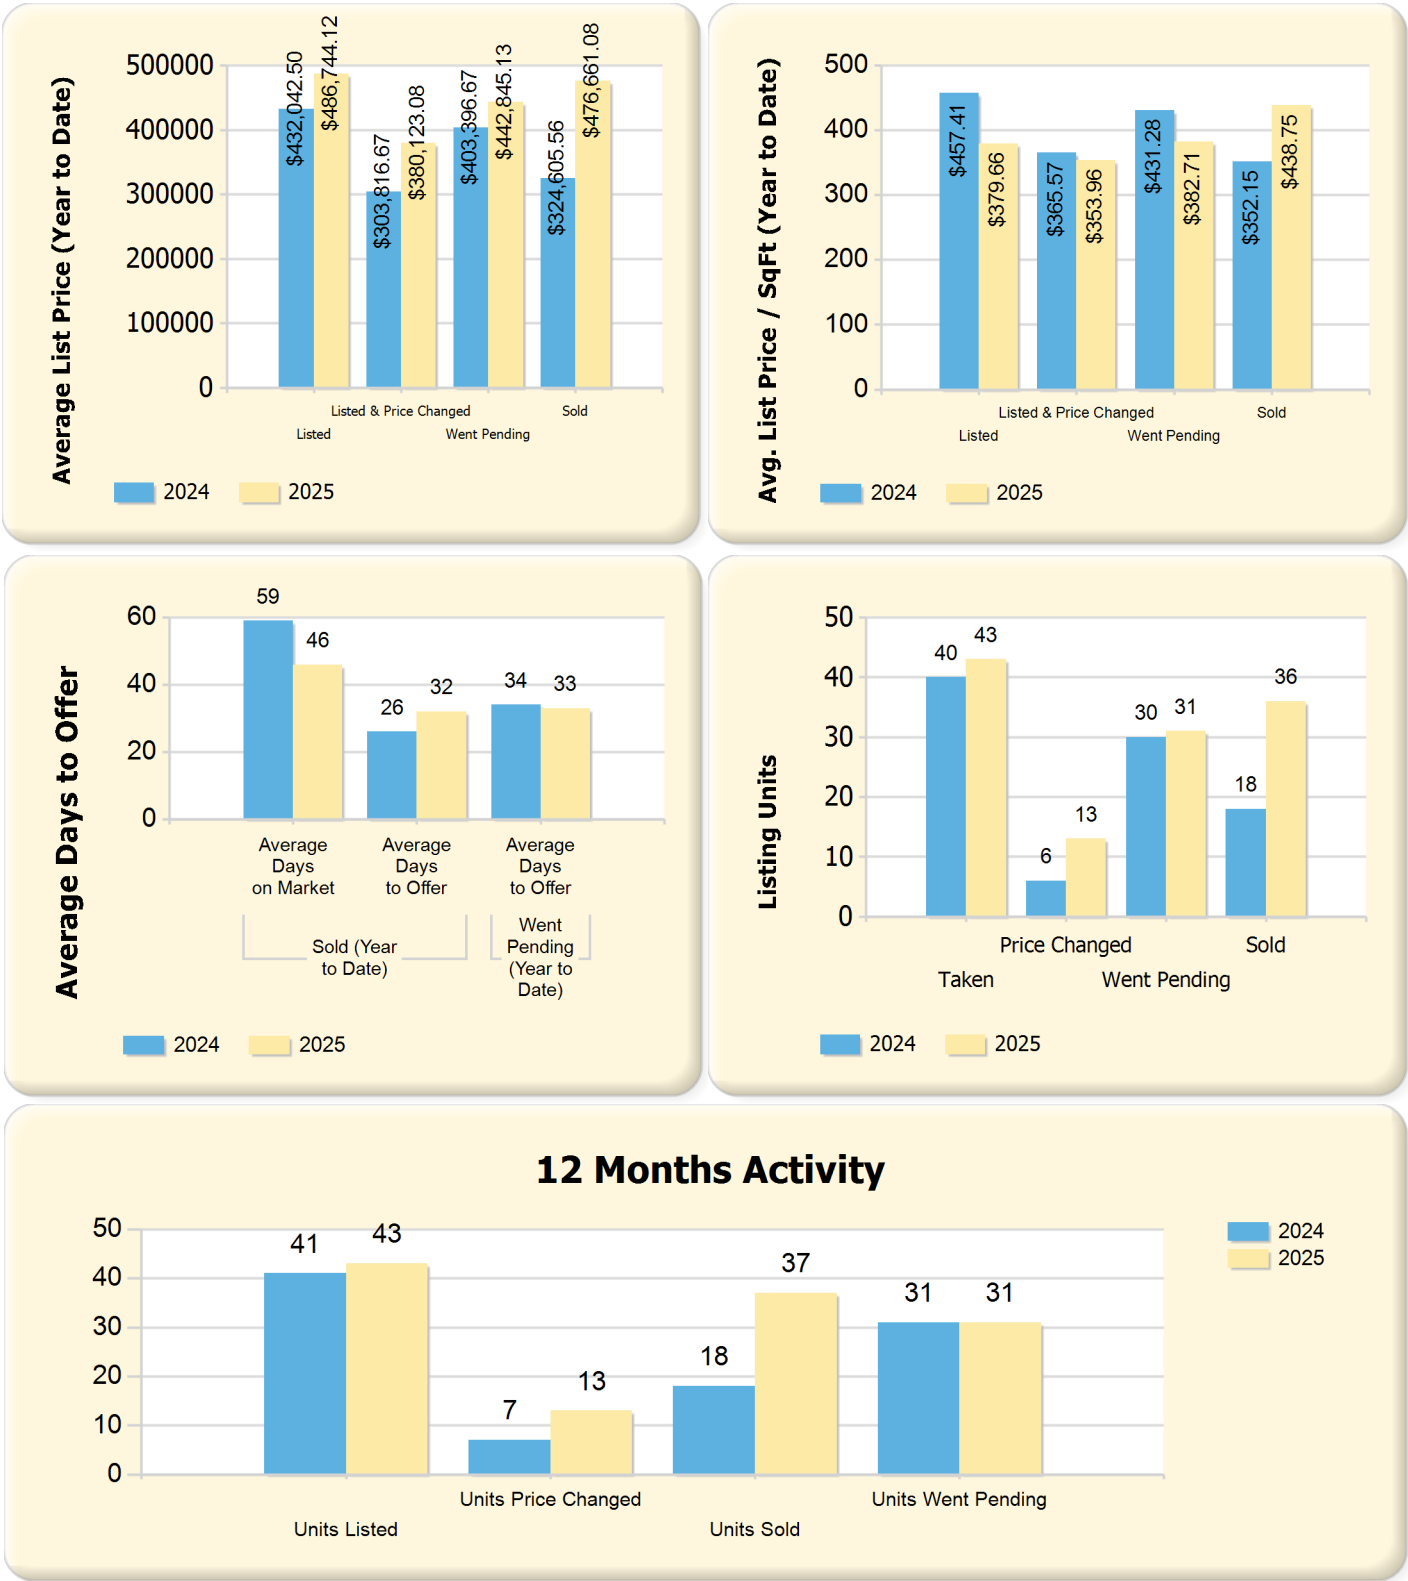 Average List Price (Year to Date)
500000
400000
300000
200000
100000
0
$432,042.50
$486,744.12
$303,816.67
$380,123.08
$403,396.67
$442,845.13
$324,605.56
$476,661.08
Listed & Price Changed
Sold
Listed
Went Pending
2024
2025
Avg. List Price / SqFt (Year to Date)
500
400
300
200
100
0
$457.41
$379.66
$365.57
$353.96
$431.28
$382.71
$352.15
$438.75
Listed & Price Changed
Sold
Listed
Went Pending
2024
2025
Average Days to Offer
60
40
20
0
59
46
26
32
34
33
Average
Days
on Market
Average
Days
to Offer
Average
Days
to Offer
Sold (Year
to Date)
Went
Pending
(Year to
Date)
2024
2025
Listing Units
50
40
30
20
10
0
40
43
6
13
30
31
18
36
Price Changed
Sold
Taken
Went Pending
2024
2025
12 Months Activity
50
40
30
20
10
0
41
43
7
13
18
37
31
31
Units Price Changed
Units Went Pending
Units Listed
Units Sold
2024
2025